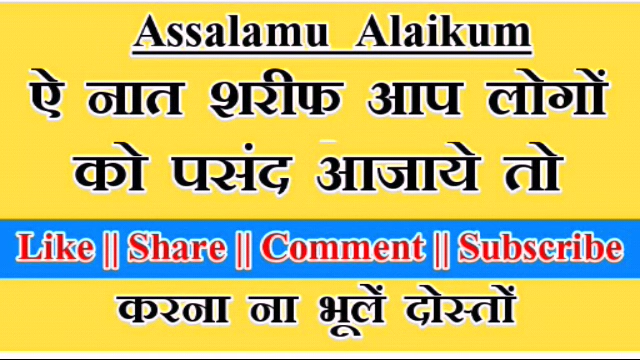 Assalamu Alaikum
ऐ नात शरीफ आप लोगों
को पसंद आजाये तो
Like || Share || Comment || Subscribe
करना ना भूलें दोस्तों